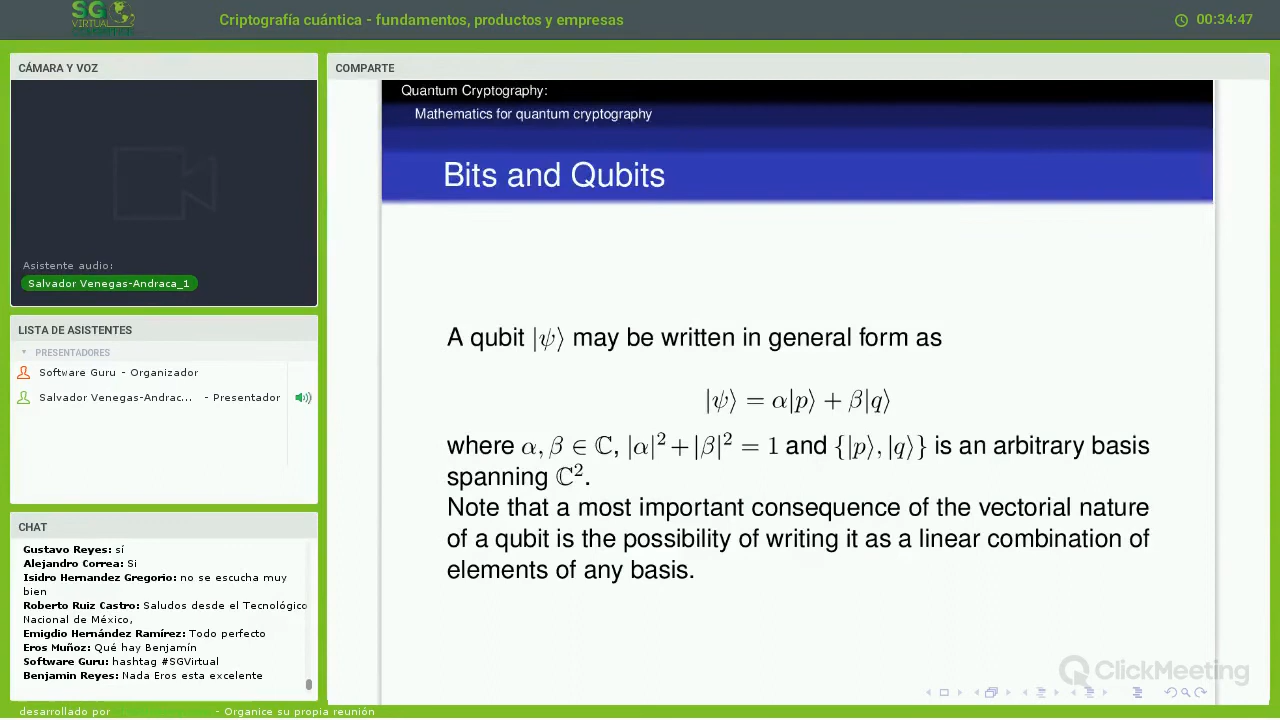 SG
VIRTUAL
Criptografía cuántica - fundamentos, productos y empresas
00:34:47
CÁMARA Y VOZ
Asistente audio:
Salvador Venegas-Andraca_1
LISTA DE ASISTENTES
PRESENTADORES
Software Guru - Organizador
Salvador Venegas-Andrac... - Presentador
CHAT
Gustavo Reyes: sí
Alejandro Correa: Si
Isidro Hernandez Gregorio: no se escucha muy
bien
Roberto Ruiz Castro: Saludos desde el Tecnológico
Nacional de México,
Emigdio Hernández Ramírez: Todo perfecto
Eros Muñoz: Qué hay Benjamín
Software Guru: hashtag #SGVirtual
Benjamin Reyes: Nada Eros esta excelente
COMPARTE
Quantum Cryptography:
Mathematics for quantum cryptography
Bits and Qubits
A qubit |ψ⟩ may be written in general form as
|ψ⟩ = α|p⟩ + β|q⟩
where α, β ∈ ℂ, |α|² + |β|² = 1 and {|p⟩, |q⟩} is an arbitrary basis
spanning ℂ².
Note that a most important consequence of the vectorial nature
of a qubit is the possibility of writing it as a linear combination of
elements of any basis.
ClickMeeting
desarrollado por - Organice su propia reunión